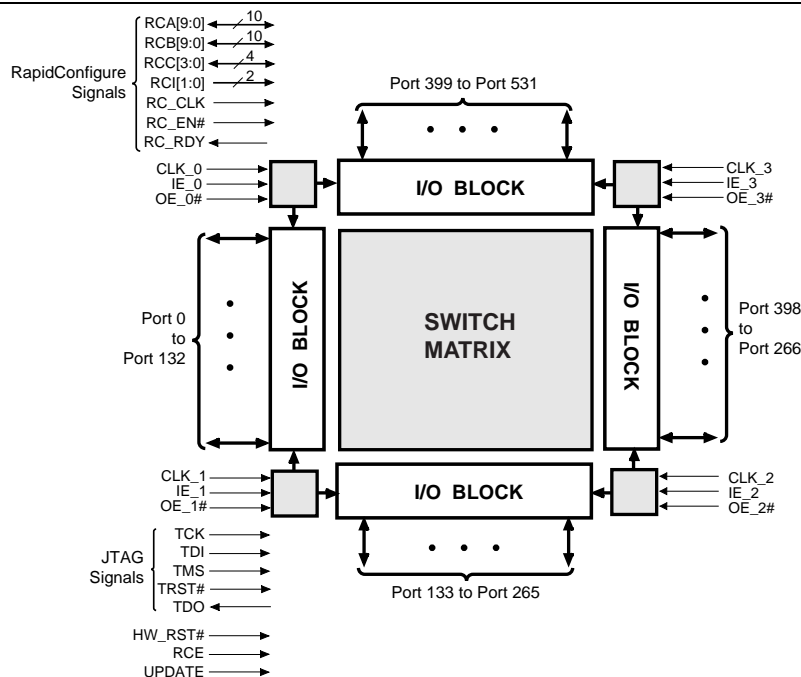 RCA[9:0] 10
RCB[9:0] 10
RCC[3:0] 4
RCI[1:0] 2
RC_CLK
RC_EN#
RC_RDY
RapidConfigure
Signals
Port 399 to Port 531
CLK_0
IE_0
OE_0#
I/O BLOCK
CLK_3
IE_3
OE_3#
Port 0
to
Port 132
I/O BLOCK
SWITCH
MATRIX
I/O BLOCK
Port 398
to
Port 266
CLK_1
IE_1
OE_1#
I/O BLOCK
CLK_2
IE_2
OE_2#
Port 133 to Port 265
JTAG
Signals
TCK
TDI
TMS
TRST#
TDO
HW_RST#
RCE
UPDATE